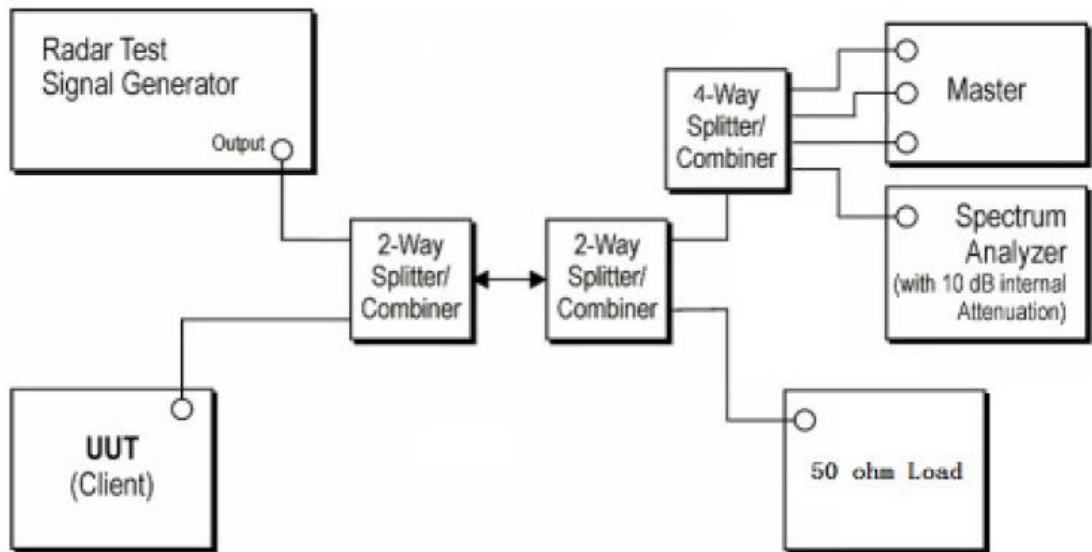 Radar Test
Signal Generator
Output
4-Way
Splitter/
Combiner
Master
2-Way
Splitter/
Combiner
2-Way
Splitter/
Combiner
Spectrum
Analyzer
(with 10 dB internal
Attenuation)
UUT
(Client)
50 ohm Load